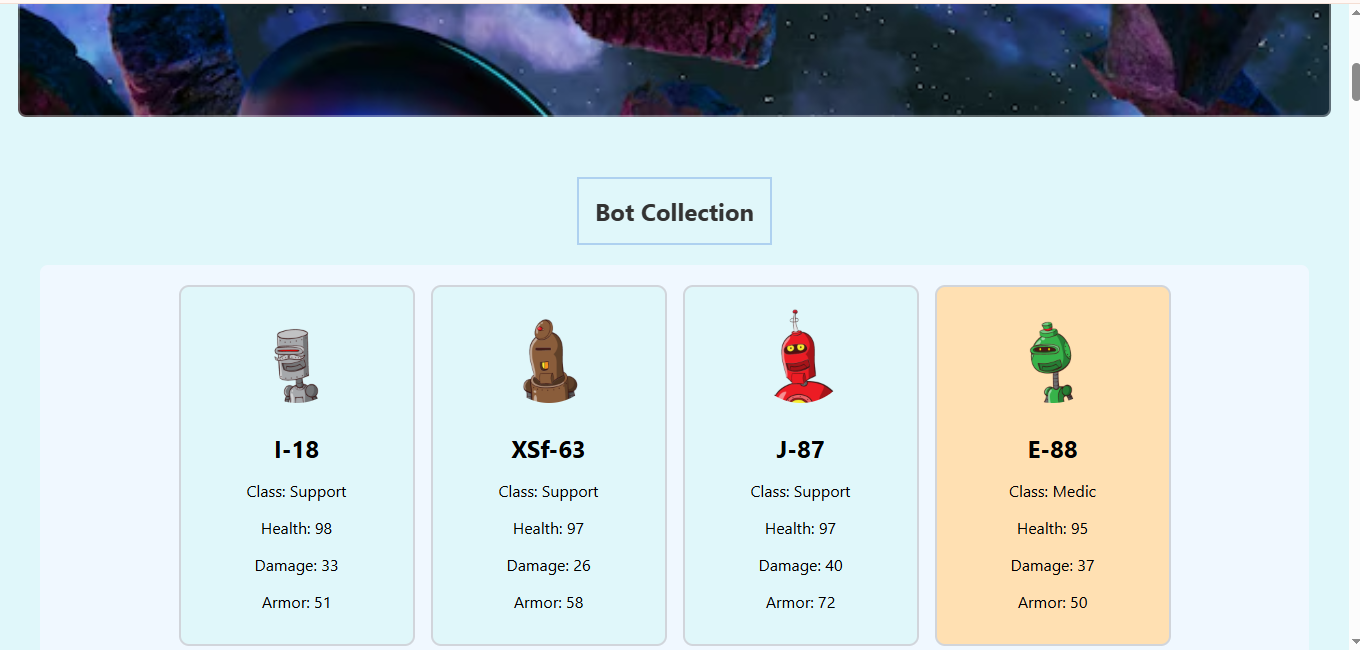 Bot Collection
I-18
Class: Support
Health: 98
Damage: 33
Armor: 51
XSf-63
Class: Support
Health: 97
Damage: 26
Armor: 58
J-87
Class: Support
Health: 97
Damage: 40
Armor: 72
E-88
Class: Medic
Health: 95
Damage: 37
Armor: 50